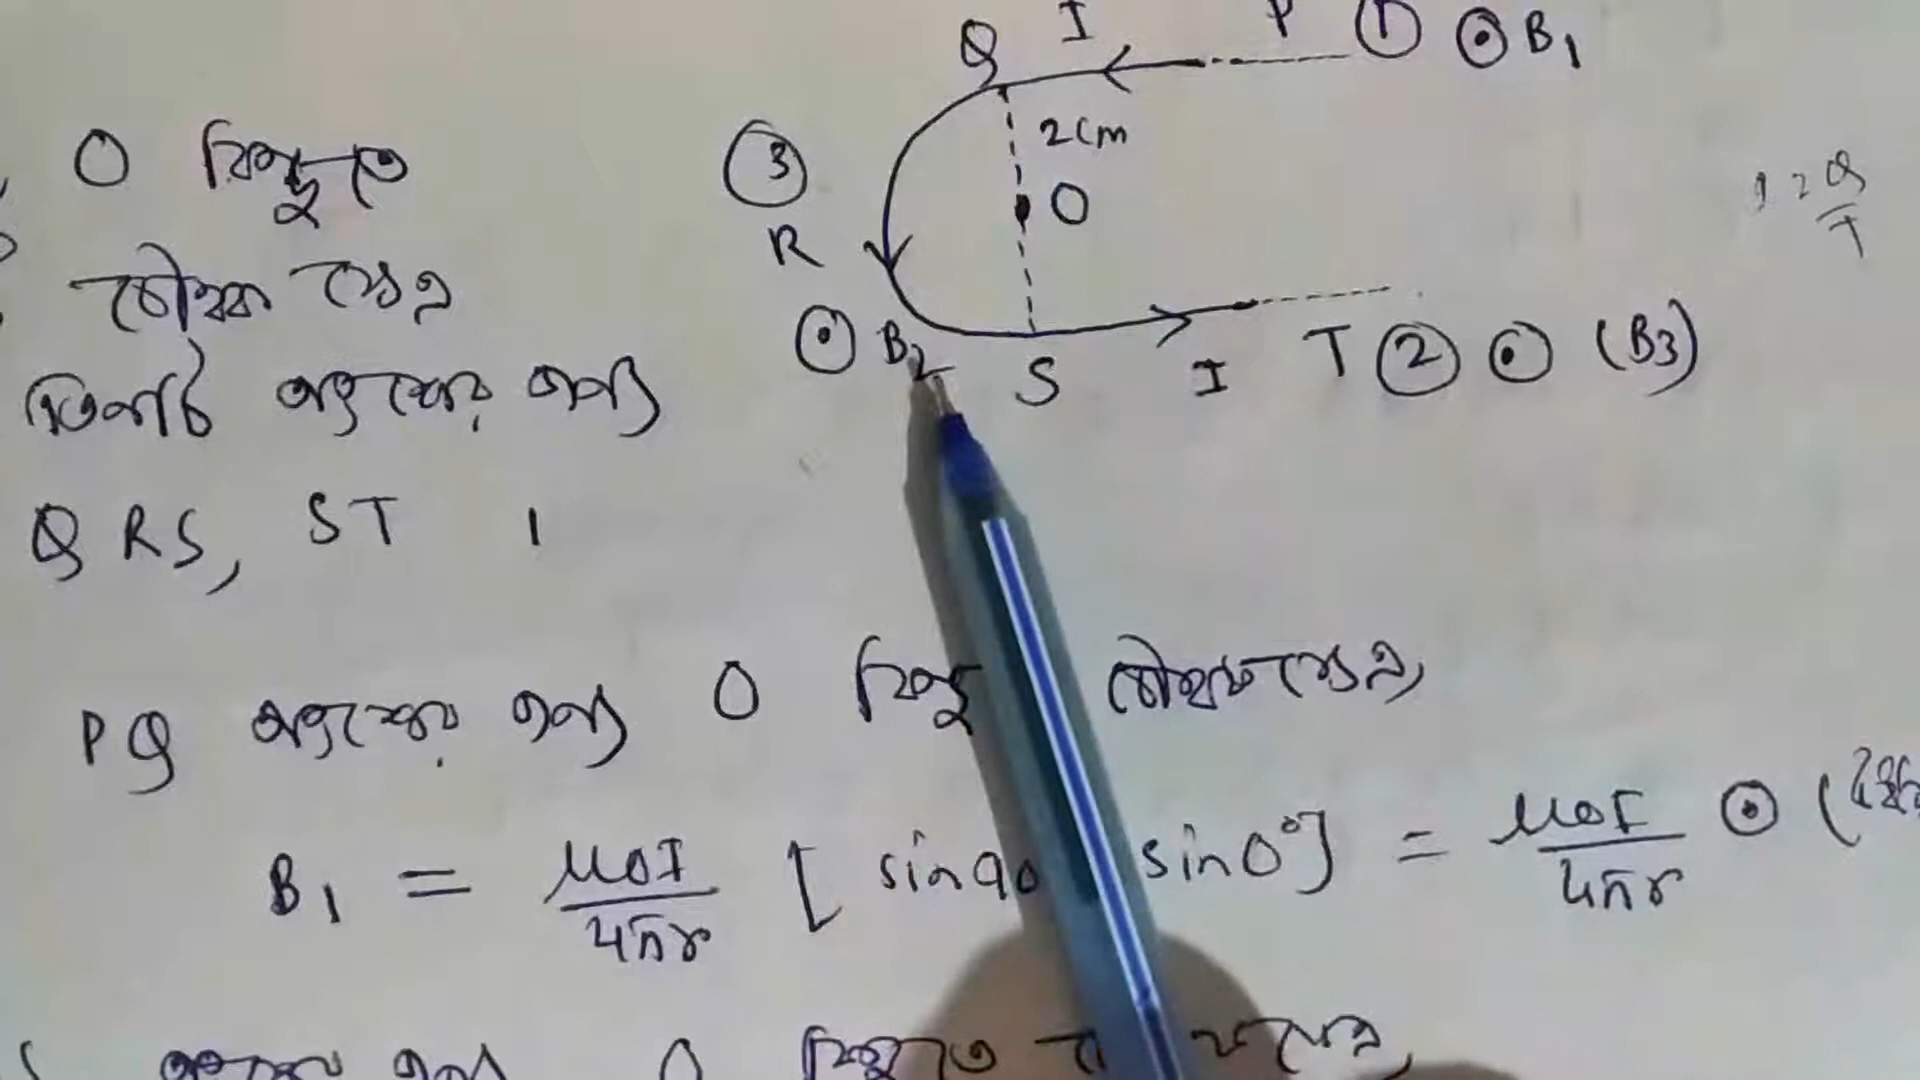 Q I P ① ⊙ B₁
2cm
O বিন্দুতে
③
O
R
চৌম্বক ক্ষেত্র
⊙ B₂
S I T ② ⊙ (B3)
তিনটি অংশের জন্য
QRS, ST ।
PQ অংশের জন্য O বিন্দু চৌম্বকক্ষেত্র,
B₁ = μ₀I/4πr [ sin90 sin0°] = μ₀I/4πr ⊙ (
O বিন্দুতে